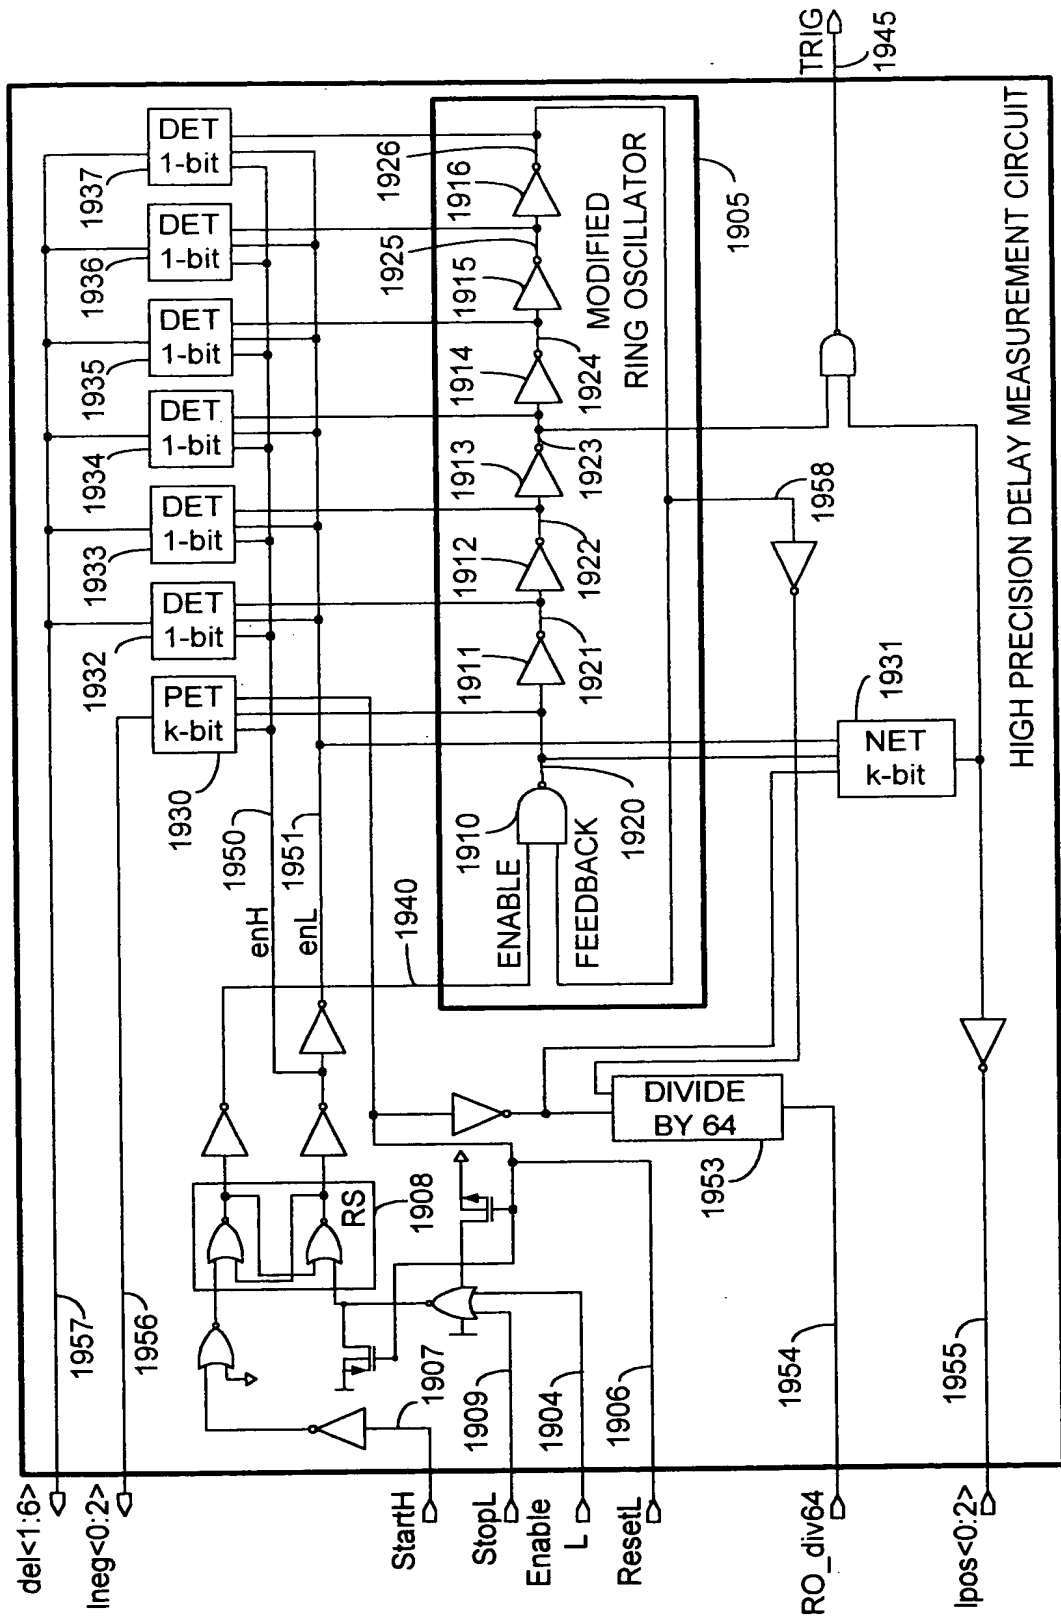 del<1:6>
Ineg<0:2>
StartH
StopL
Enable
L
ResetL
RO_div64
Ipos<0:2>
TRIG
1945
1957
1956
1907
1909
1904
1906
1954
1955
RS
1908
enH
1950
enL
1951
1940
PET
k-bit
1930
DET
1-bit
1932
DET
1-bit
1933
DET
1-bit
1934
DET
1-bit
1935
DET
1-bit
1936
DET
1-bit
1937
ENABLE
FEEDBACK
1910
1920
1911
1921
1912
1922
1913
1923
1914
1924
1915
1925
1916
1926
MODIFIED
RING OSCILLATOR
1905
1958
DIVIDE
BY 64
1953
NET
k-bit
1931
HIGH PRECISION DELAY MEASUREMENT CIRCUIT